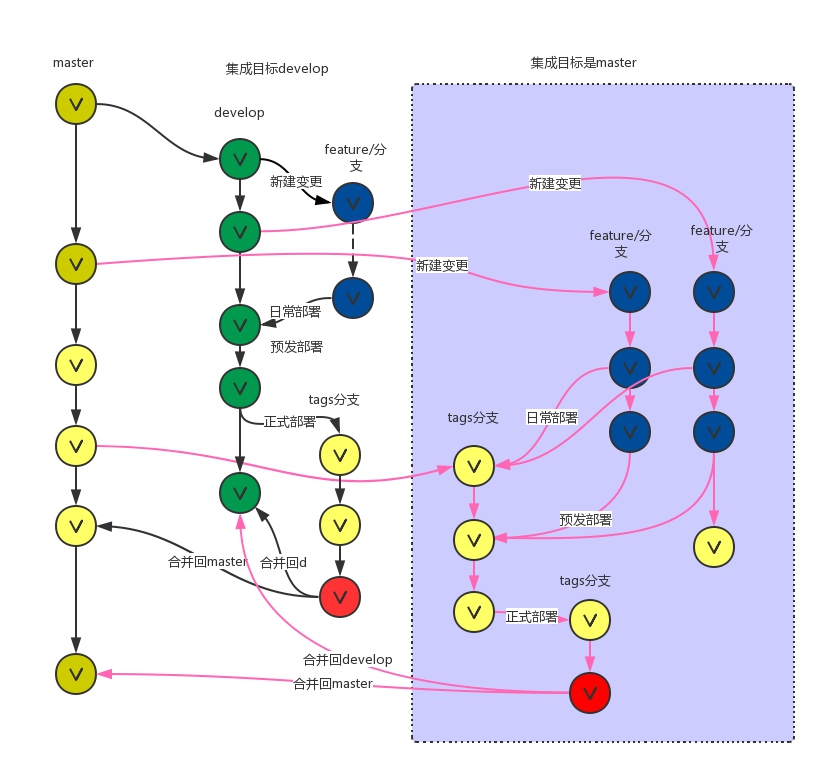 master
集成目标develop
集成目标是master
develop
feature/分
支
新建变更
新建变更
feature/分
支
feature/分
支
新建变更
日常部署
预发部署
tags分支
正式部署
tags分支
日常部署
预发部署
合并回master
合并回d
tags分支
正式部署
合并回develop
合并回master